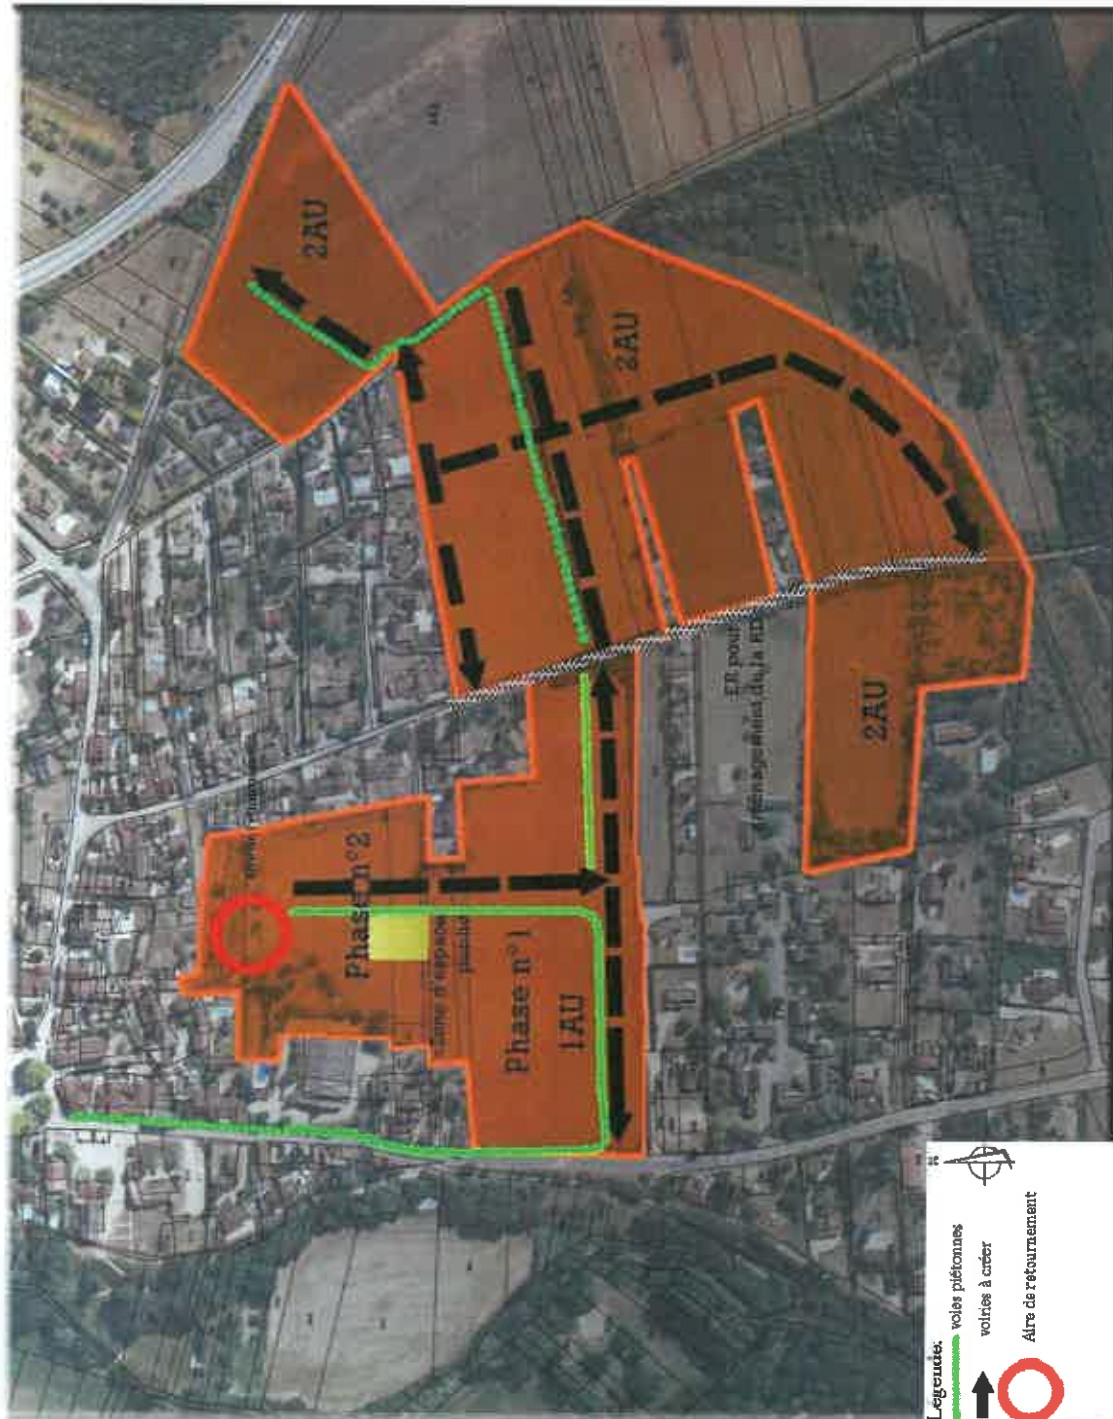 2AU
2AU
2AU
Phase n°2
d'espace
Phase n°1
1AU
ER pour
d'aménagement de la RD
Légende:
voies piétonnes
voiries à créer
Aire de retournement
N